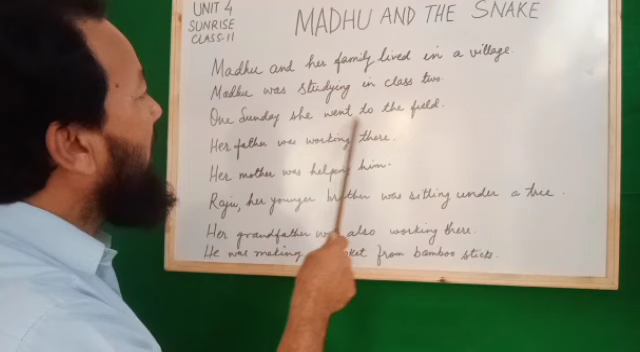 UNIT 4
SUNRISE
CLASS-II
MADHU AND THE SNAKE
Madhu and her family lived in a village.
Madhu was studying in class two.
One Sunday she went to the field.
Her father was working there.
Her mother was helping him.
Raju, her younger brother was sitting under a tree.
Her grandfather was also working there.
He was making from bamboo sticks.